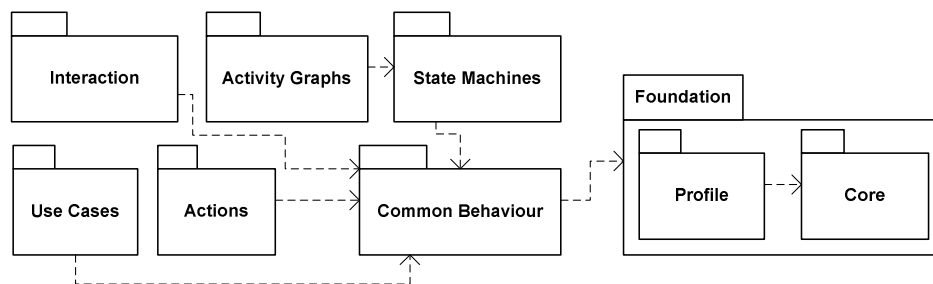 Interaction
Activity Graphs
State Machines
Foundation
Use Cases
Actions
Common Behaviour
Profile
Core